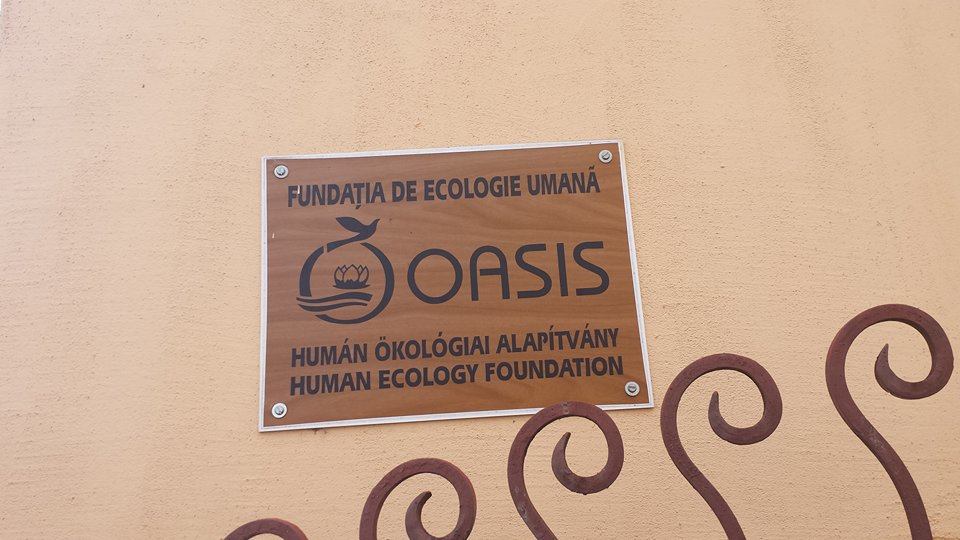 FUNDAȚIA DE ECOLOGIE UMANĂ
OASIS
HUMÁN ÖKOLÓGIAI ALAPÍTVÁNY
HUMAN ECOLOGY FOUNDATION